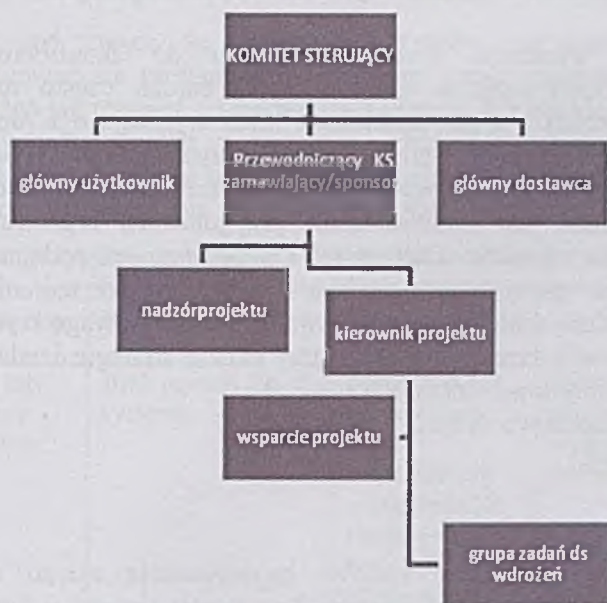 KOMITET STERUJĄCY
główny użytkownik
Przewodniczący KS.
zamawiający/sponsor
główny dostawca
nadzórprojektu
kierownik projektu
wsparcie projektu
grupa zadań ds
wdrożeń